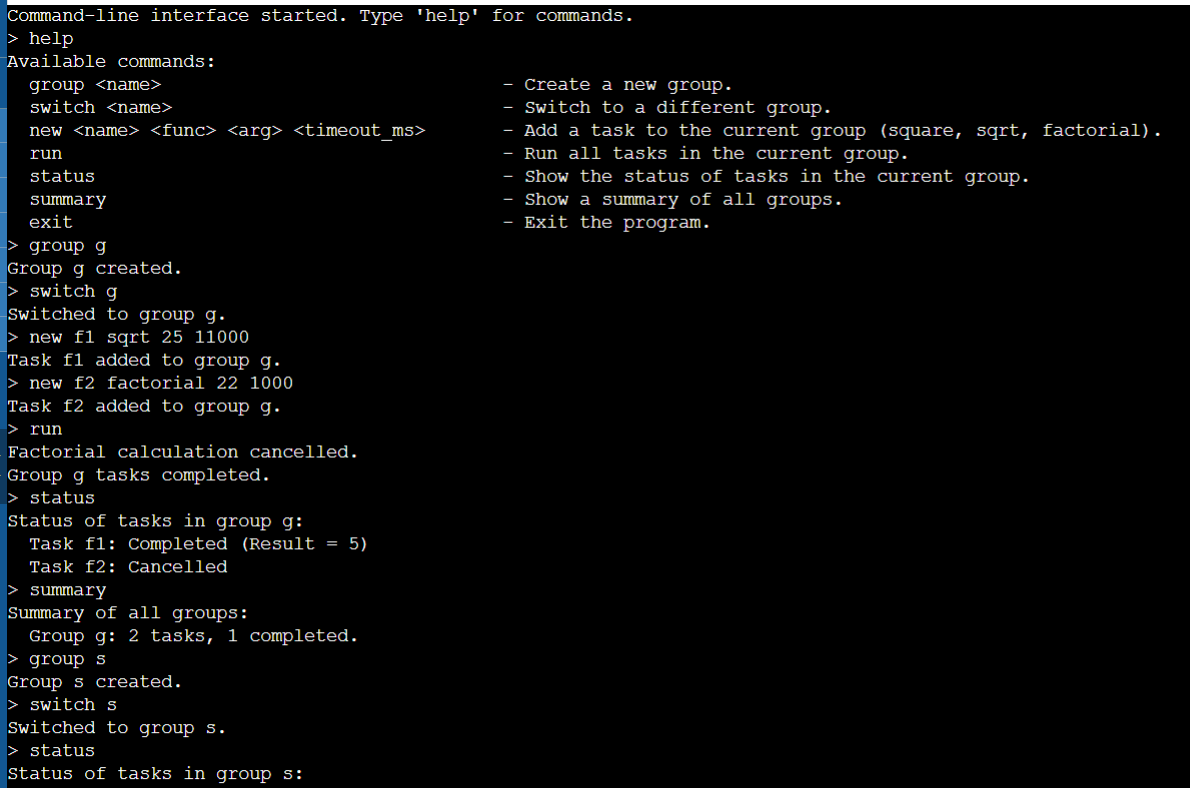 Command-line interface started. Type 'help' for commands.
> help
Available commands:
  group <name>                               - Create a new group.
  switch <name>                              - Switch to a different group.
  new <name> <func> <arg> <timeout_ms>       - Add a task to the current group (square, sqrt, factorial).
  run                                        - Run all tasks in the current group.
  status                                     - Show the status of tasks in the current group.
  summary                                    - Show a summary of all groups.
  exit                                       - Exit the program.
> group g
Group g created.
> switch g
Switched to group g.
> new f1 sqrt 25 11000
Task f1 added to group g.
> new f2 factorial 22 1000
Task f2 added to group g.
> run
Factorial calculation cancelled.
Group g tasks completed.
> status
Status of tasks in group g:
  Task f1: Completed (Result = 5)
  Task f2: Cancelled
> summary
Summary of all groups:
  Group g: 2 tasks, 1 completed.
> group s
Group s created.
> switch s
Switched to group s.
> status
Status of tasks in group s: